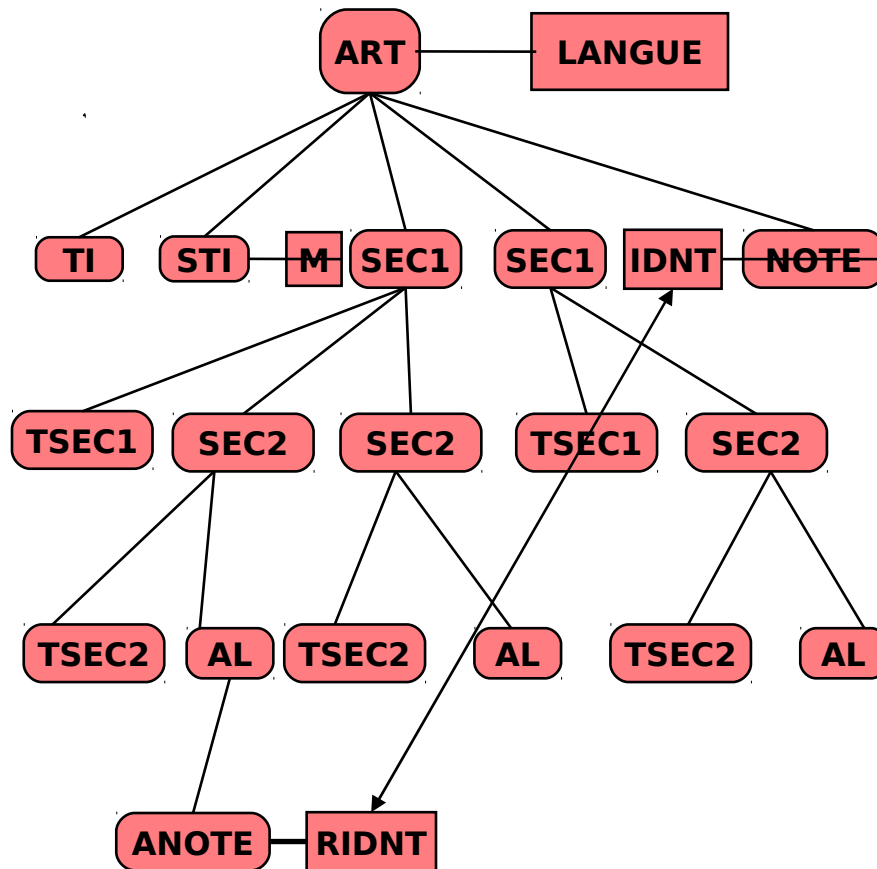 ART LANGUE
TI STI M SEC1 SEC1 IDNT NOTE
TSEC1 SEC2 SEC2 TSEC1 SEC2
TSEC2 AL TSEC2 AL TSEC2 AL
ANOTE RIDNT